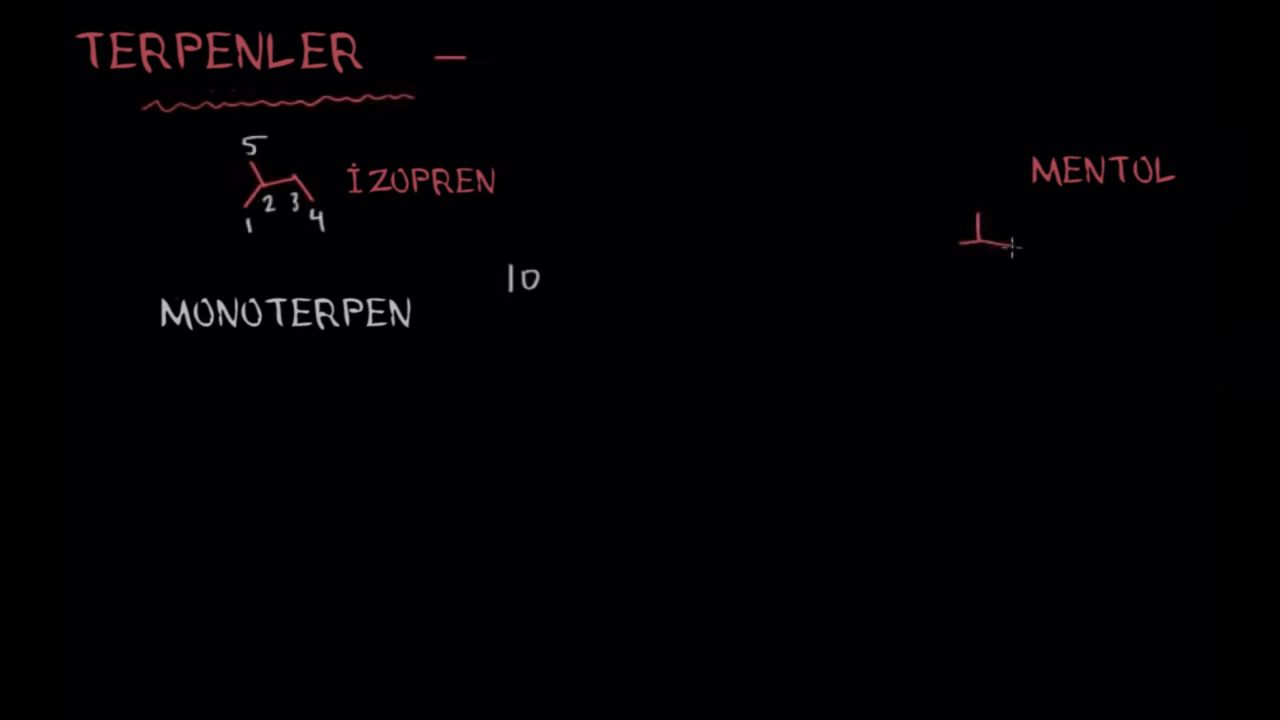 TERPENLER –
5
İZOPREN
1 2 3 4
MENTOL
10
MONOTERPEN